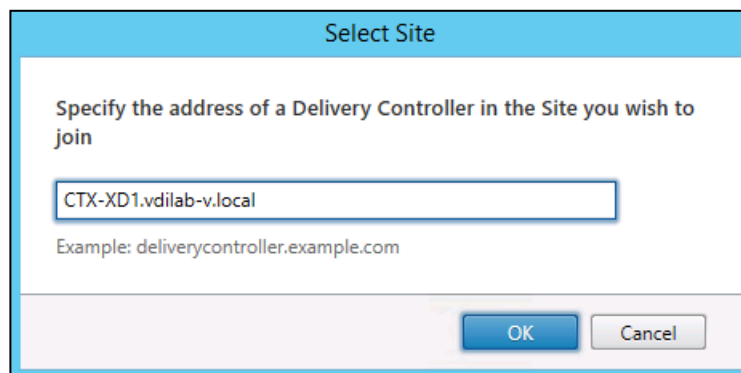 Select Site
Specify the address of a Delivery Controller in the Site you wish to
join
CTX-XD1.vdilab-v.local
Example: deliverycontroller.example.com
OK
Cancel